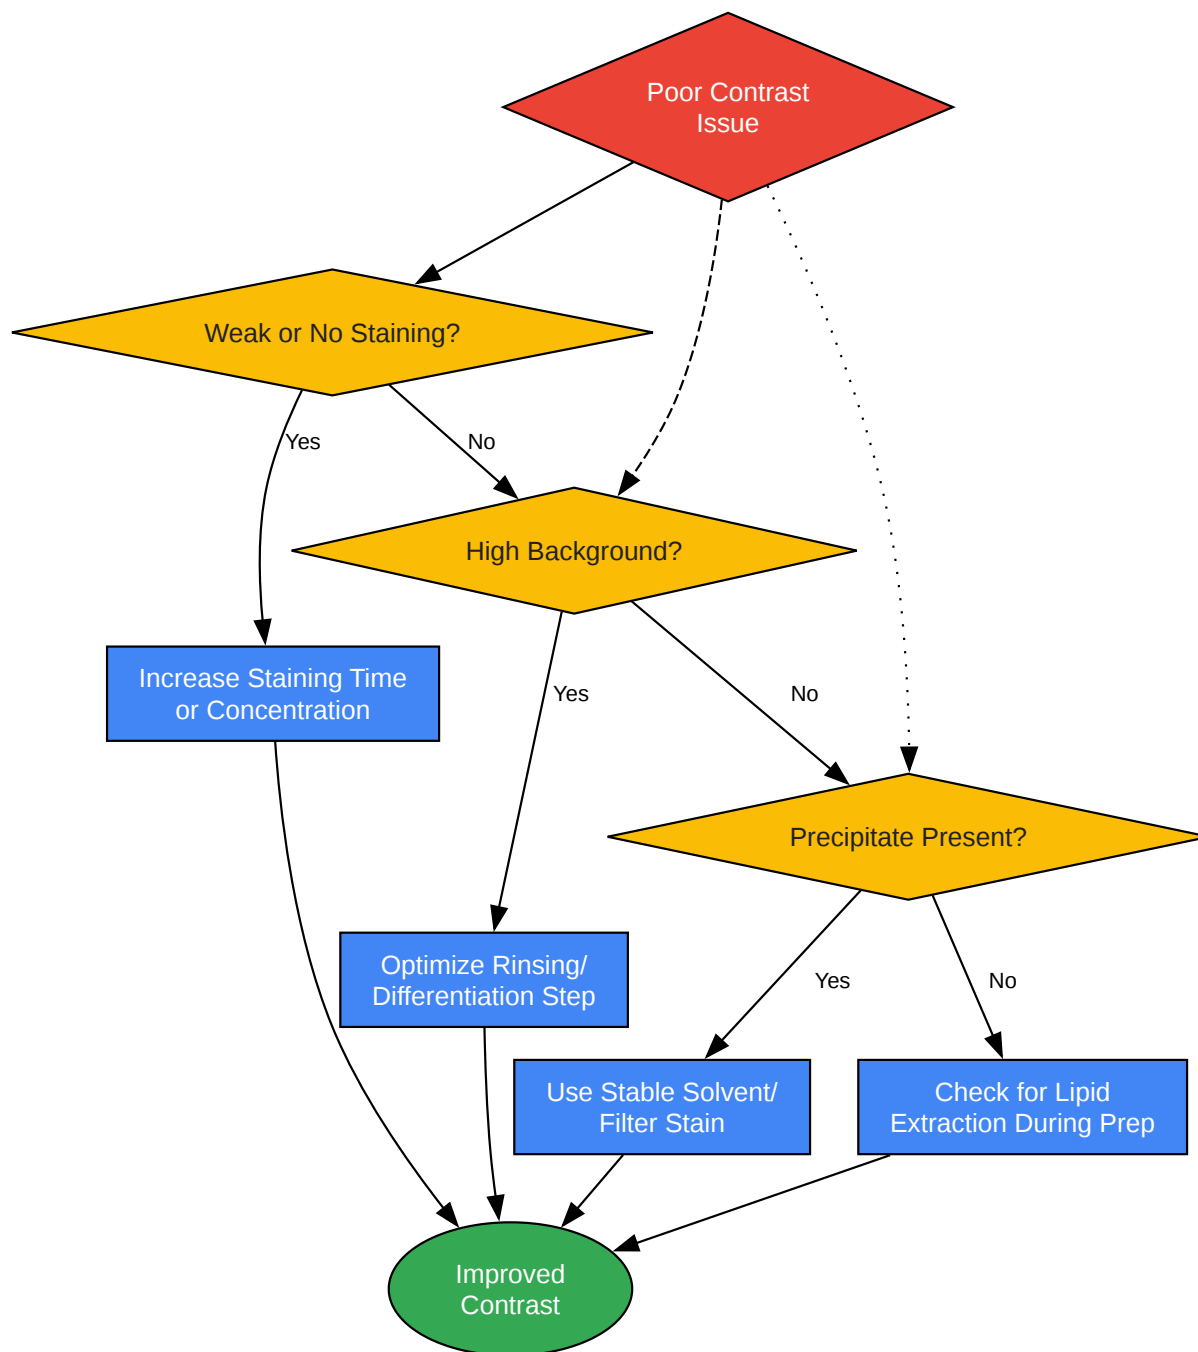 Poor Contrast
Issue
Weak or No Staining?
Yes
No
High Background?
Increase Staining Time
or Concentration
Yes
No
Precipitate Present?
Optimize Rinsing/
Differentiation Step
Yes
No
Use Stable Solvent/
Filter Stain
Check for Lipid
Extraction During Prep
Improved
Contrast